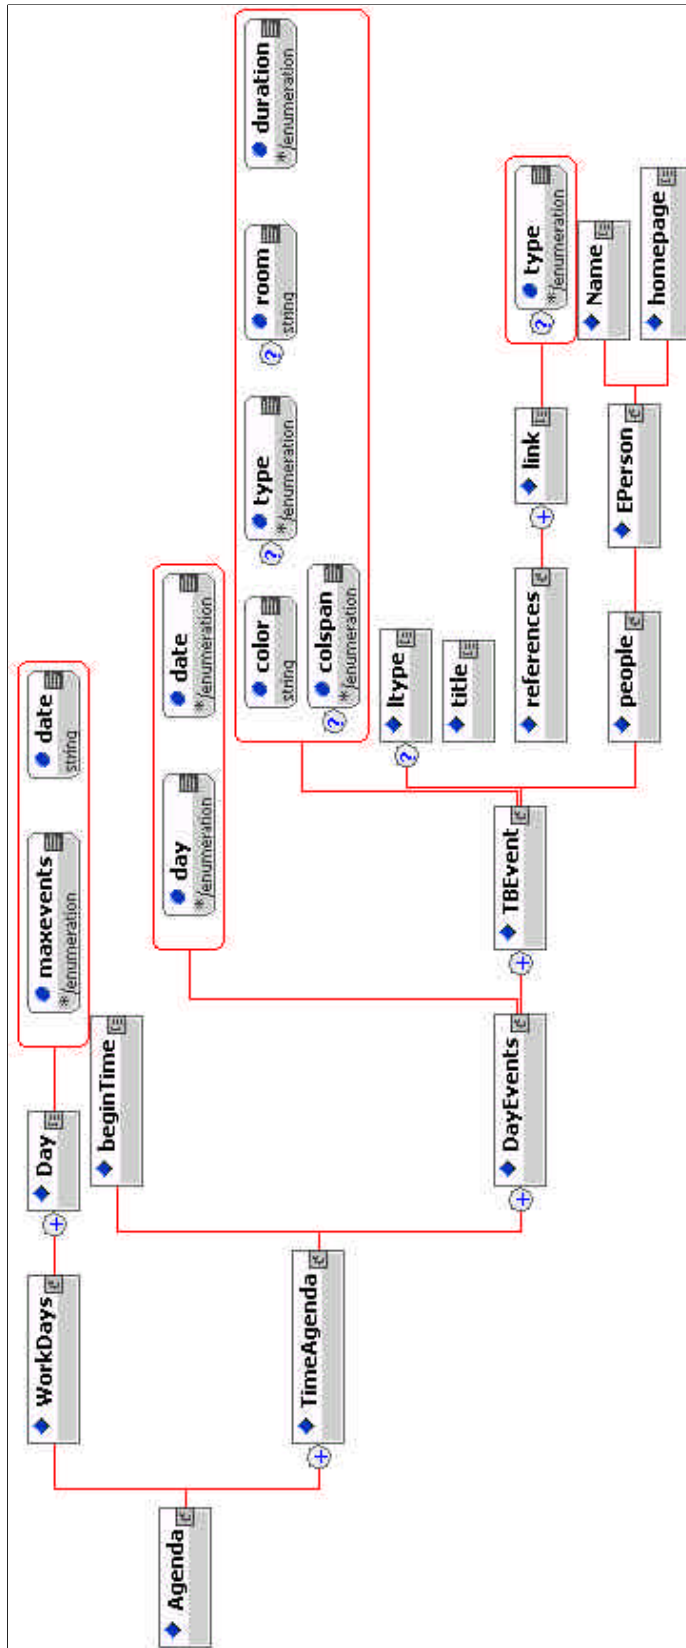 Agenda
WorkDays
Day
maxevents
*/enumeration
date
string
TimeAgenda
beginTime
DayEvents
day
*/enumeration
date
*/enumeration
TBEvent
color
string
type
*/enumeration
room
string
duration
*/enumeration
colspan
*/enumeration
ltype
title
references
link
type
*/enumeration
people
EPerson
Name
homepage